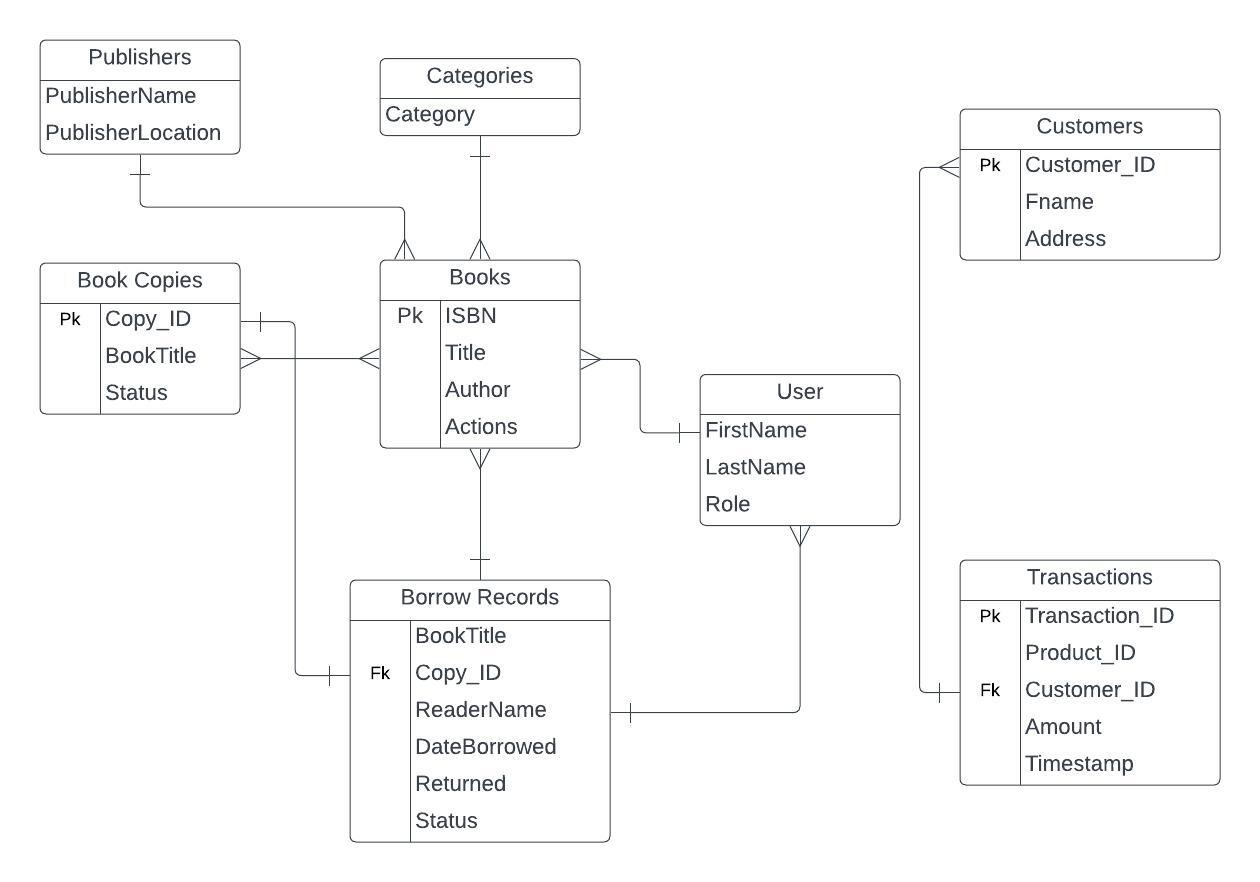 Publishers
PublisherName
PublisherLocation
Categories
Category
Customers
Pk Customer_ID
Fname
Address
Book Copies
Pk Copy_ID
BookTitle
Status
Books
Pk ISBN
Title
Author
Actions
User
FirstName
LastName
Role
Borrow Records
BookTitle
Fk Copy_ID
ReaderName
DateBorrowed
Returned
Status
Transactions
Pk Transaction_ID
Product_ID
Fk Customer_ID
Amount
Timestamp